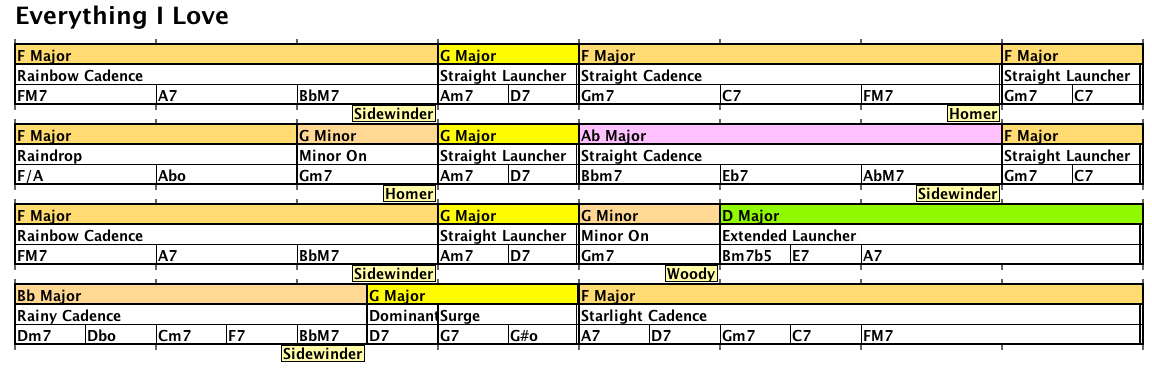 Everything I Love
F Major G Major F Major F Major
Rainbow Cadence Straight Launcher Straight Cadence Straight Launcher
FM7 A7 BbM7 Am7 D7 Gm7 C7 FM7 Gm7 C7
Sidewinder Homer
F Major G Minor G Major Ab Major F Major
Raindrop Minor On Straight Launcher Straight Cadence Straight Launcher
F/A Abo Gm7 Am7 D7 Bbm7 Eb7 AbM7 Gm7 C7
Homer Sidewinder
F Major G Major G Minor D Major
Rainbow Cadence Straight Launcher Minor On Extended Launcher
FM7 A7 BbM7 Am7 D7 Gm7 Bm7b5 E7 A7
Sidewinder Woody
Bb Major G Major F Major
Rainy Cadence Dominant Surge Starlight Cadence
Dm7 Dbo Cm7 F7 BbM7 D7 G7 G#o A7 D7 Gm7 C7 FM7
Sidewinder